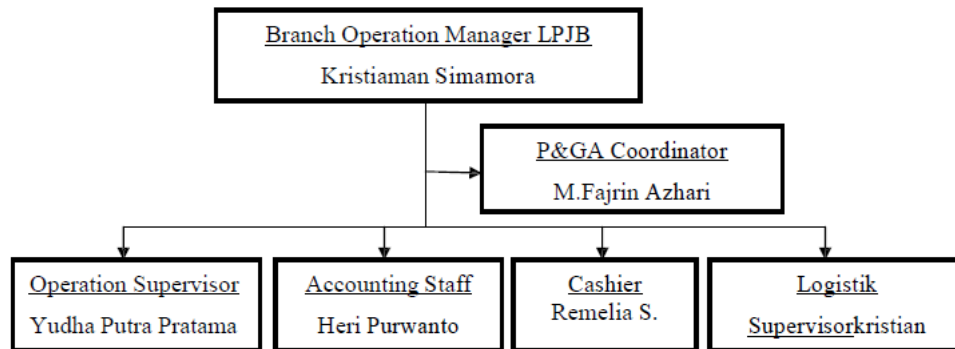 Branch Operation Manager LPJB
Kristiaman Simamora
P&GA Coordinator
M.Fajrin Azhari
Operation Supervisor
Yudha Putra Pratama
Accounting Staff
Heri Purwanto
Cashier
Remelia S.
Logistik
Supervisorkristian